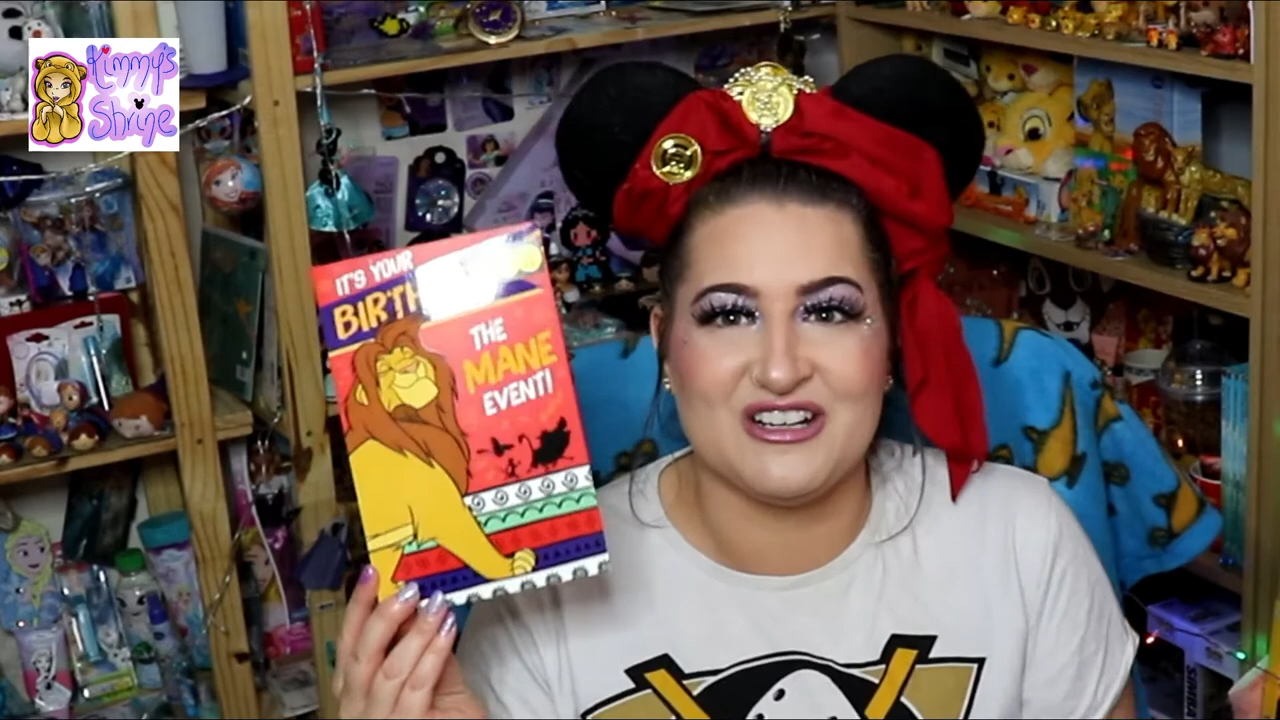 Kimmy's
Shrine
IT'S YOUR
BIRTH
THE
MANE
EVENT!